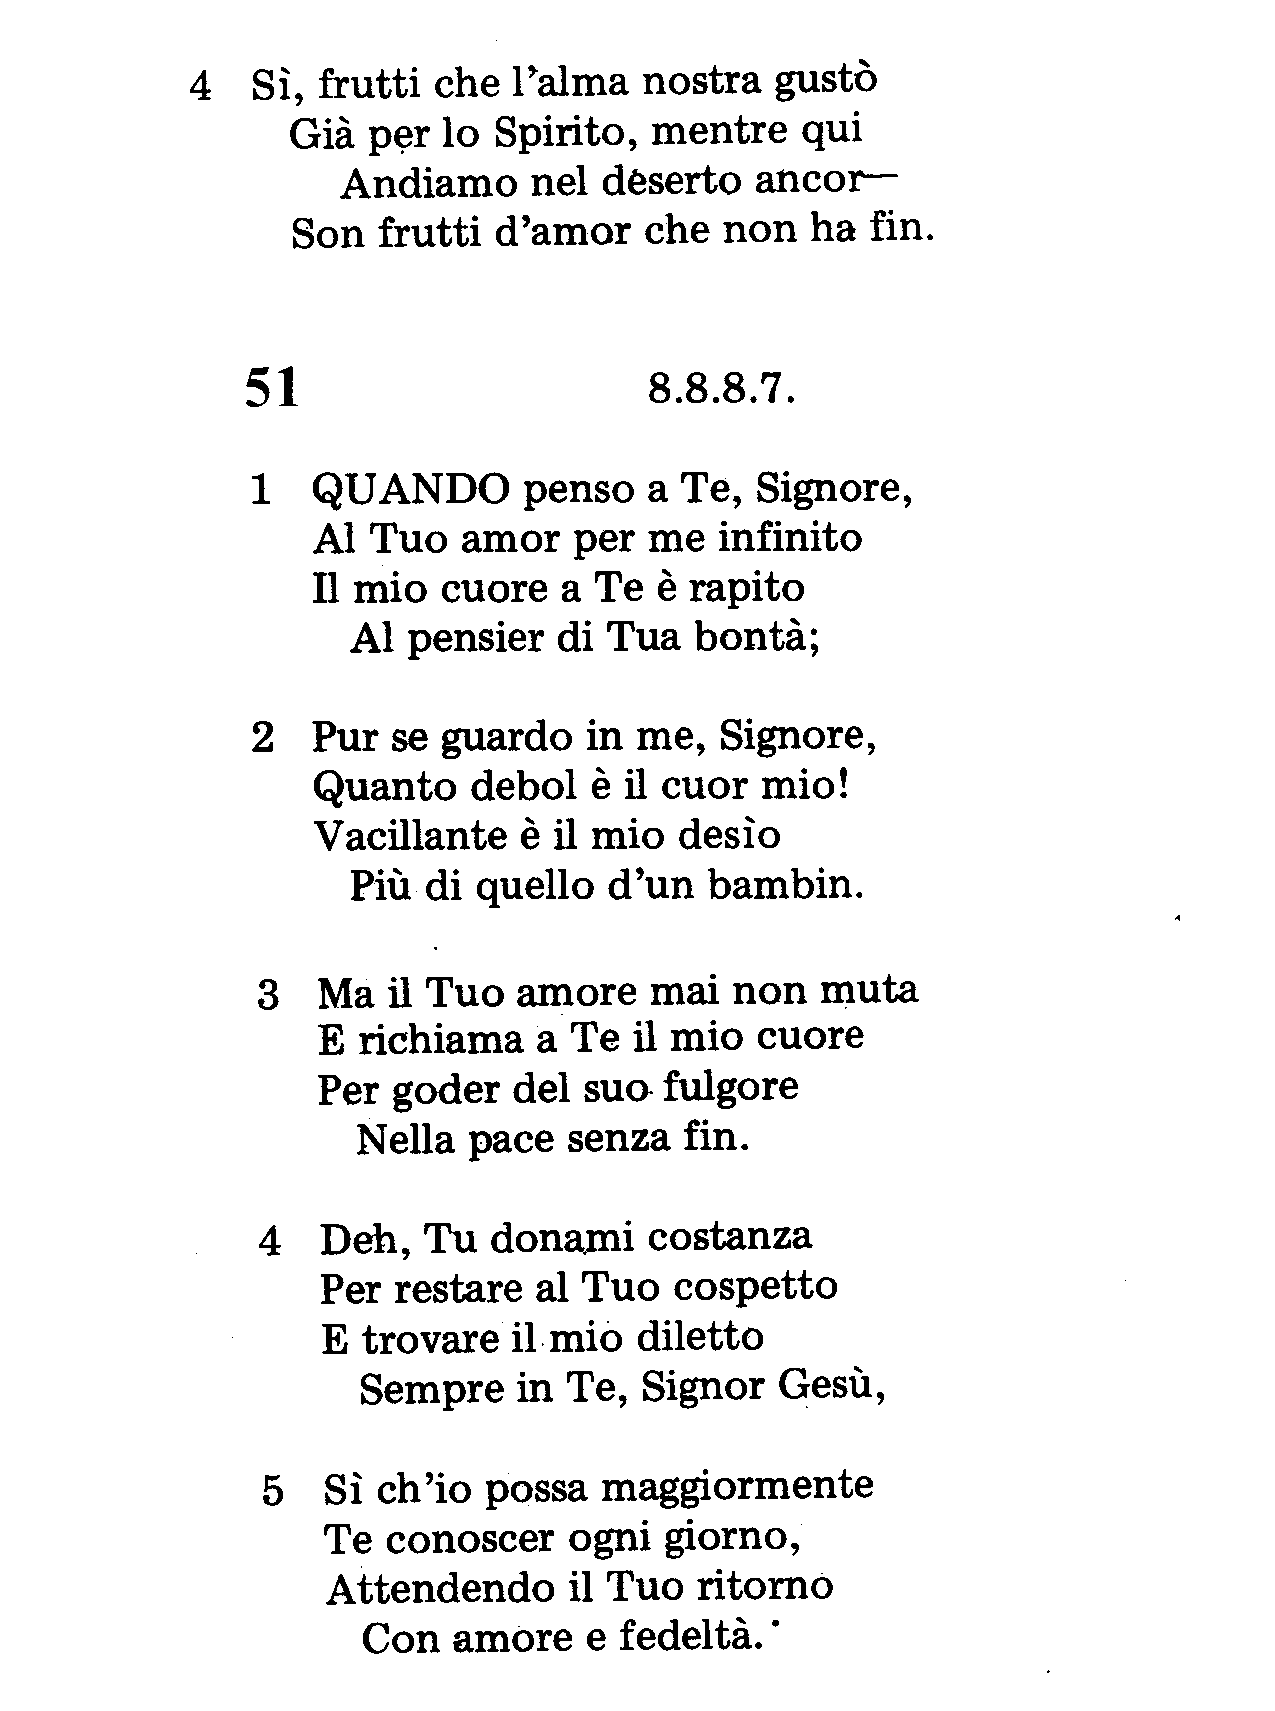 4 Sì, frutti che l'alma nostra gustò
Già per lo Spirito, mentre qui
Andiamo nel deserto ancor—
Son frutti d'amor che non ha fin.
51 8.8.8.7.
1 QUANDO penso a Te, Signore,
Al Tuo amor per me infinito
Il mio cuore a Te è rapito
Al pensier di Tua bontà;
2 Pur se guardo in me, Signore,
Quanto debol è il cuor mio!
Vacillante è il mio desìo
Più di quello d'un bambin.
3 Ma il Tuo amore mai non muta
E richiama a Te il mio cuore
Per goder del suo fulgore
Nella pace senza fin.
4 Deh, Tu donami costanza
Per restare al Tuo cospetto
E trovare il mio diletto
Sempre in Te, Signor Gesù,
5 Sì ch'io possa maggiormente
Te conoscer ogni giorno,
Attendendo il Tuo ritorno
Con amore e fedeltà.